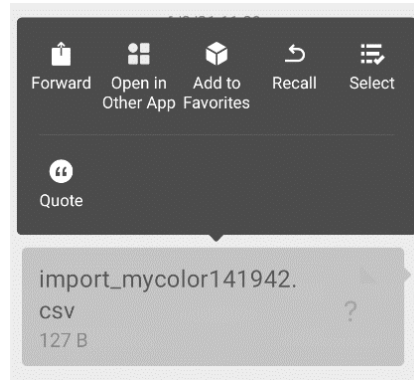 Forward Open in Add to Recall Select
Other App Favorites
Quote
import_mycolor141942.
csv
127 B
?